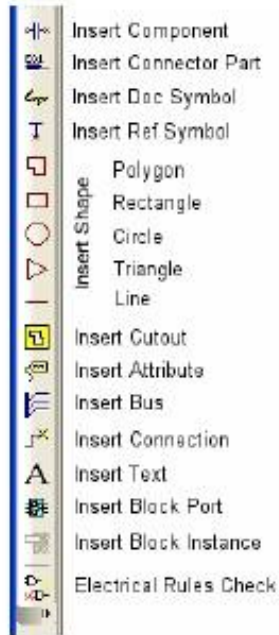 Insert Component
Insert Connector Part
Insert Doc Symbol
Insert Ref Symbol
Insert Shape
Polygon
Rectangle
Circle
Triangle
Line
Insert Cutout
Insert Attribute
Insert Bus
Insert Connection
A Insert Text
Insert Block Port
Insert Block Instance
Electrical Rules Check